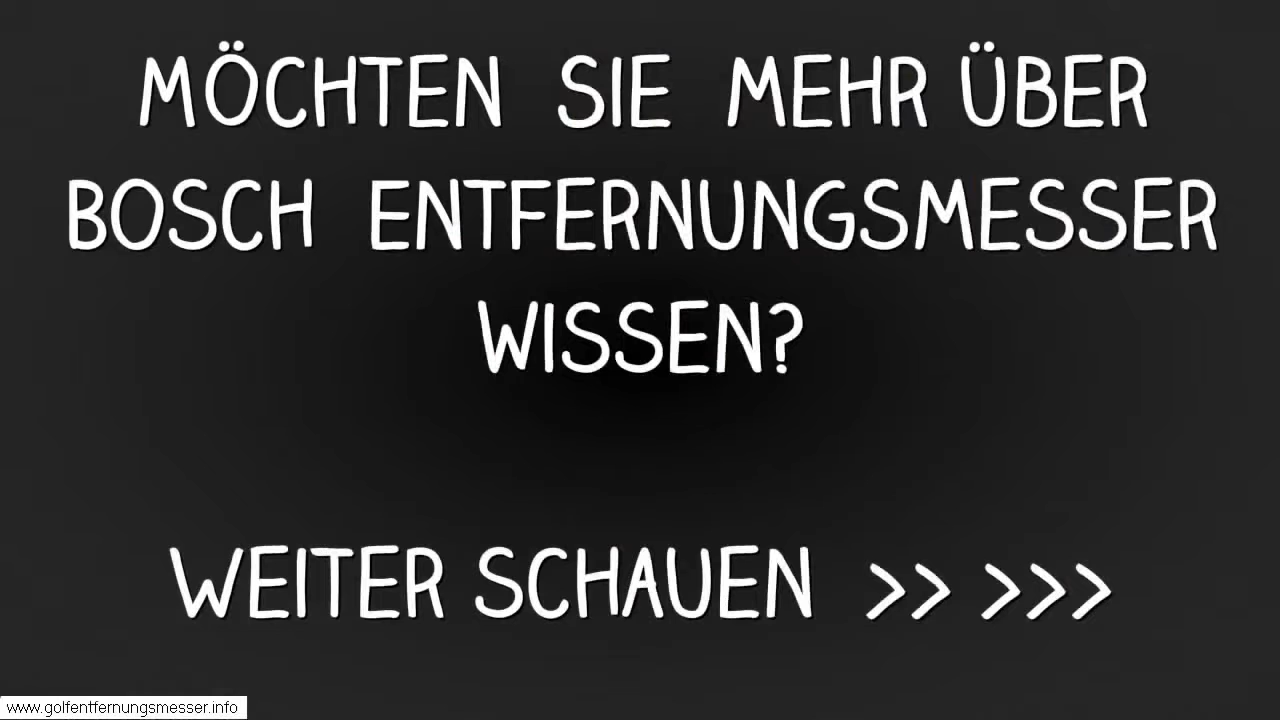 MÖCHTEN SIE MEHR ÜBER
BOSCH ENTFERNUNGSMESSER
WISSEN?
WEITER SCHAUEN >> >>>
www.golfentfernungsmesser.info